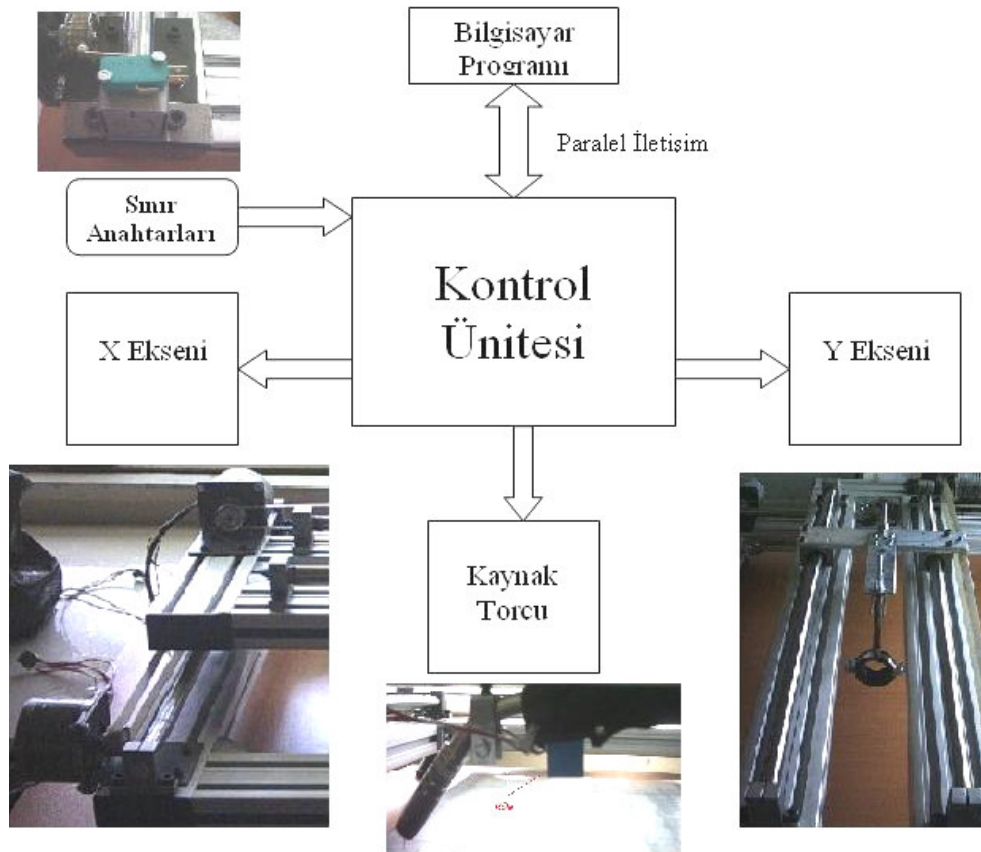 Bilgisayar
Programı
Paralel İletişim
Sınır
Anahtarları
Kontrol
Ünitesi
X Ekseni
Y Ekseni
Kaynak
Torcu